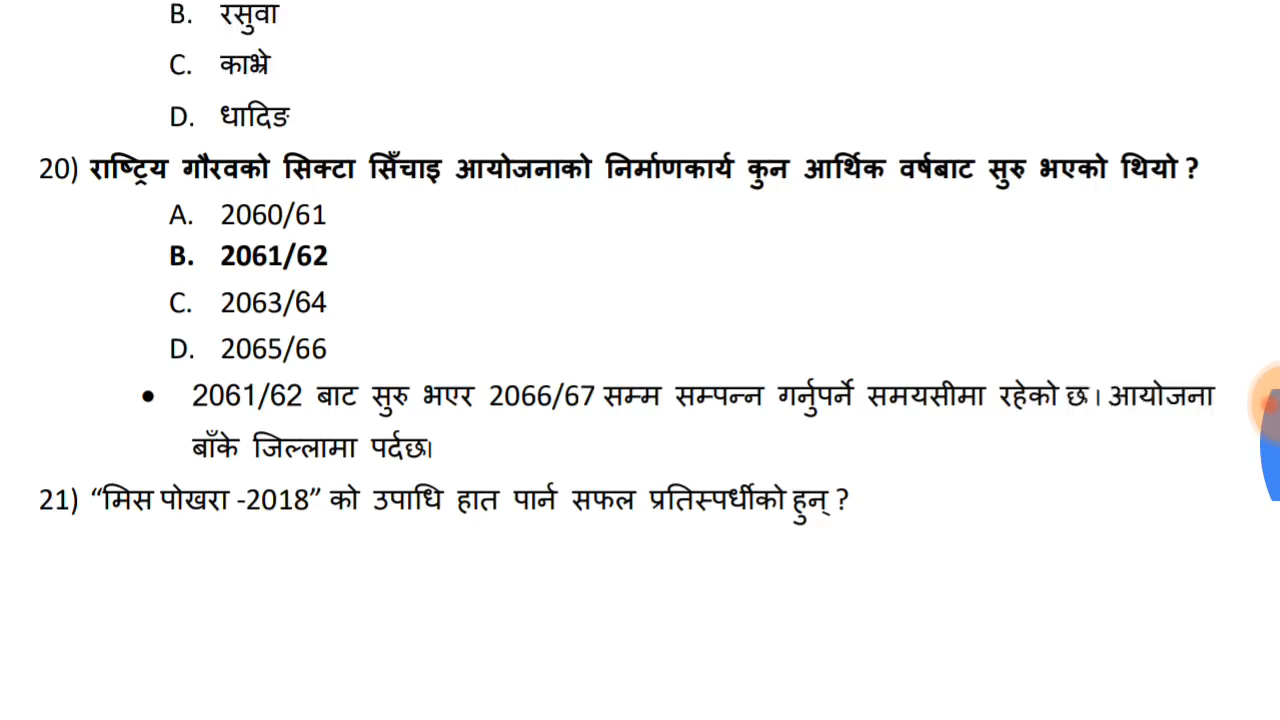 B. रसुवा
C. काभ्रे
D. धादिङ
20) राष्ट्रिय गौरवको सिक्टा सिँचाइ आयोजनाको निर्माणकार्य कुन आर्थिक वर्षबाट सुरु भएको थियो ?
A. 2060/61
B. 2061/62
C. 2063/64
D. 2065/66
• 2061/62 बाट सुरु भएर 2066/67 सम्म सम्पन्न गर्नुपर्ने समयसीमा रहेको छ। आयोजना
बाँके जिल्लामा पर्दछ।
21) “मिस पोखरा -2018” को उपाधि हात पार्न सफल प्रतिस्पर्धीको हुन् ?